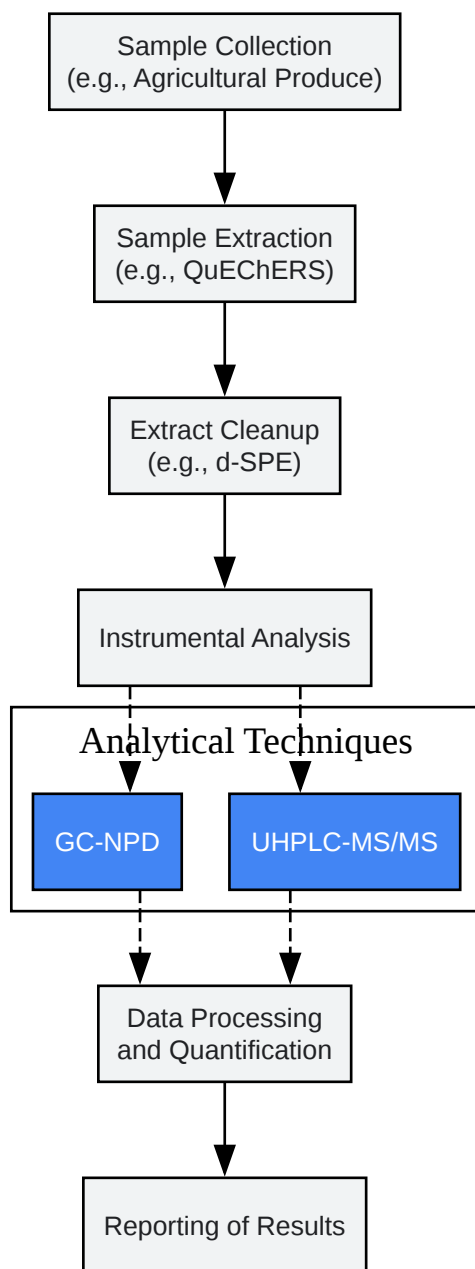 Sample Collection
(e.g., Agricultural Produce)
Sample Extraction
(e.g., QuEChERS)
Extract Cleanup
(e.g., d-SPE)
Instrumental Analysis
Analytical Techniques
GC-NPD
UHPLC-MS/MS
Data Processing
and Quantification
Reporting of Results